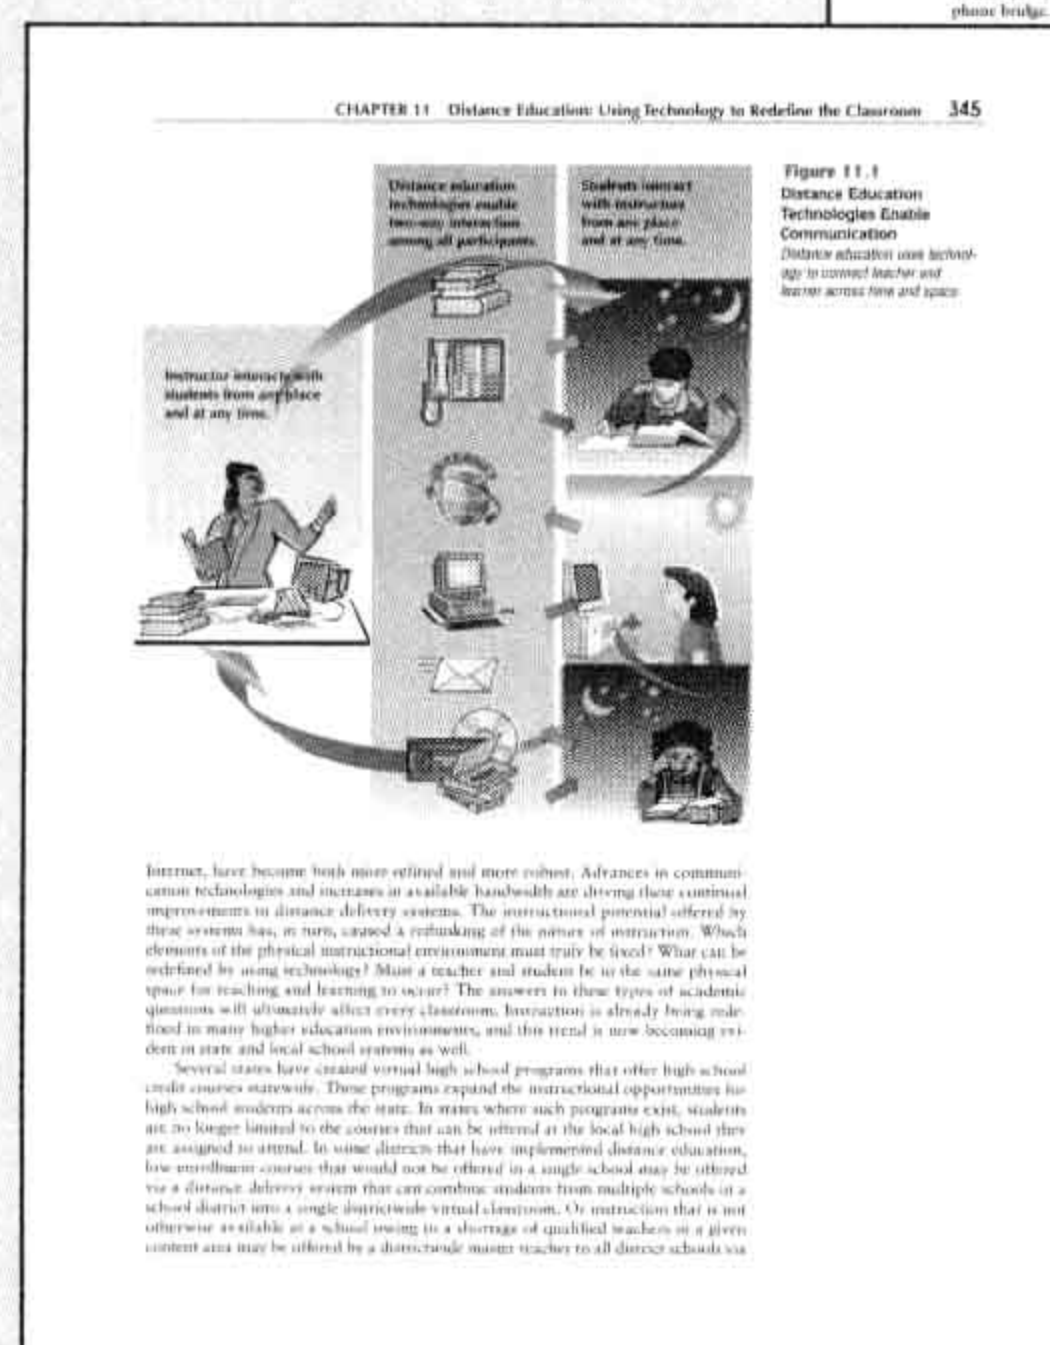 phone bridge.
CHAPTER 11 Distance Education: Using Technology to Redefine the Classroom 345
Figure 11.1
Distance Education
Technologies Enable
Communication
Distance education uses technol-
ogy to connect teacher and
learner across time and space.
Distance education
technologies enable
two-way interaction
among all participants.
Students interact
with instructors
from any place
and at any time.
Instructor interacts with
students from any place
and at any time.
INTERNET
Internet, have become both more refined and more robust. Advances in communi-
cation technologies and increases in available bandwidth are driving these continual
improvements in distance delivery systems. The instructional potential offered by
these systems has, in turn, caused a rethinking of the nature of instruction. Which
elements of the physical instructional environment must truly be fixed? What can be
redefined by using technology? Must a teacher and student be in the same physical
space for teaching and learning to occur? The answers to these types of academic
questions will ultimately affect every classroom. Instruction is already being rede-
fined in many higher education environments, and this trend is now becoming evi-
dent in state and local school systems as well.
Several states have created virtual high school programs that offer high school
credit courses statewide. These programs expand the instructional opportunities for
high school students across the state. In states where such programs exist, students
are no longer limited to the courses that can be offered at the local high school they
are assigned to attend. In some districts that have implemented distance education,
low-enrollment courses that would not be offered in a single school may be offered
via a distance delivery system that can combine students from multiple schools in a
school district into a single districtwide virtual classroom. Or instruction that is not
otherwise available at a school owing to a shortage of qualified teachers in a given
content area may be offered by a districtwide master teacher to all district schools via